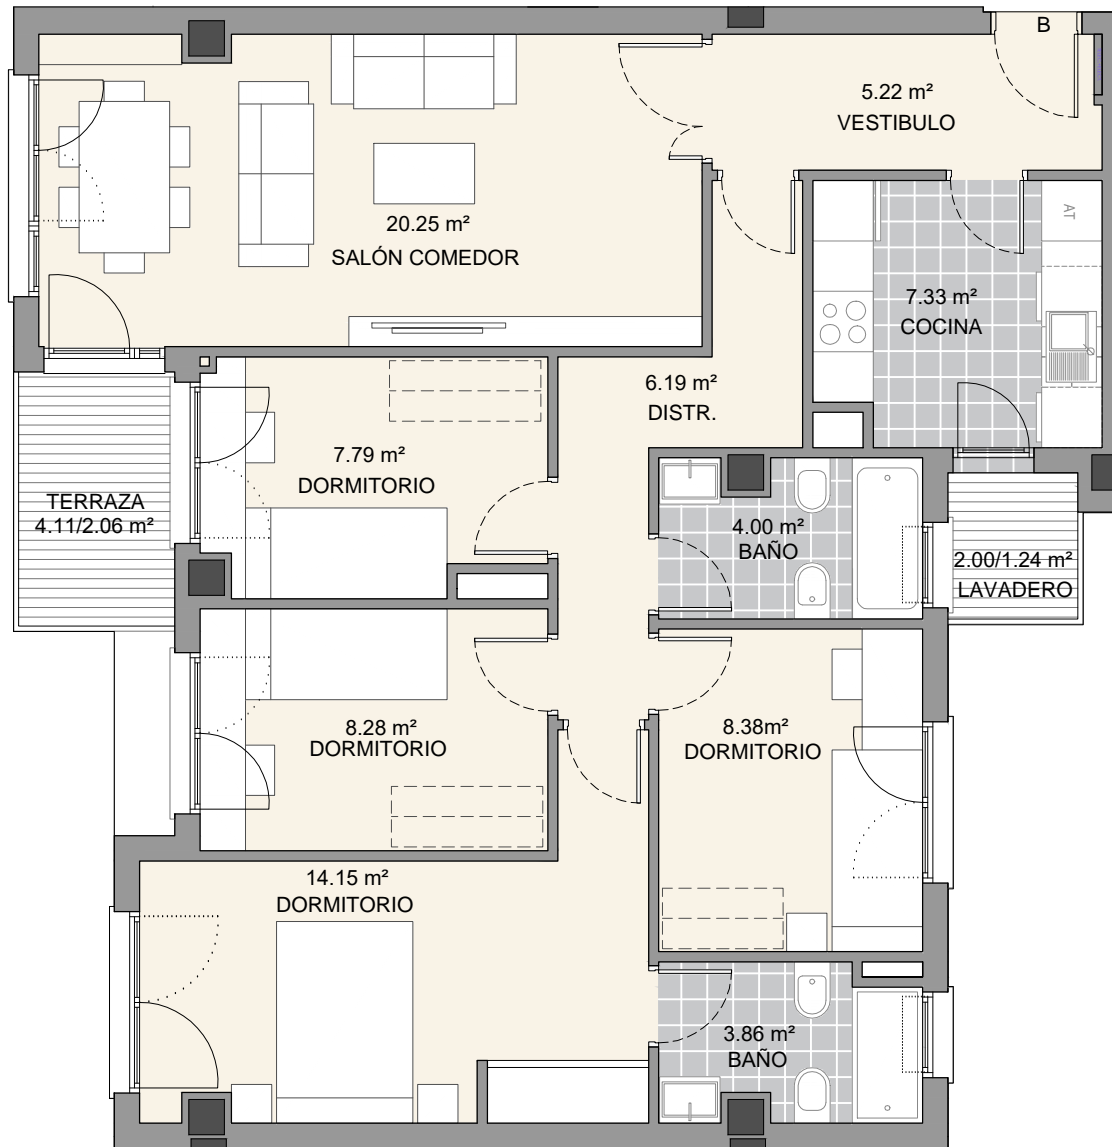 B
5.22 m²
VESTIBULO
20.25 m²
SALÓN COMEDOR
AT
7.33 m²
COCINA
6.19 m²
DISTR.
7.79 m²
DORMITORIO
TERRAZA
4.11/2.06 m²
4.00 m²
BAÑO
2.00/1.24 m²
LAVADERO
8.28 m²
DORMITORIO
8.38m²
DORMITORIO
14.15 m²
DORMITORIO
3.86 m²
BAÑO